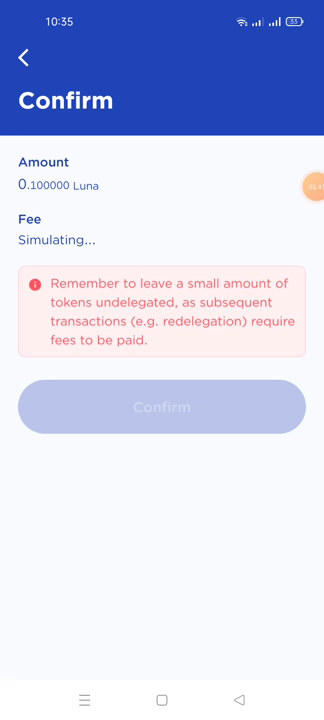 10:35
53
Confirm
Amount
0.100000 Luna
Fee
Simulating...
Remember to leave a small amount of
tokens undelegated, as subsequent
transactions (e.g. redelegation) require
fees to be paid.
Confirm